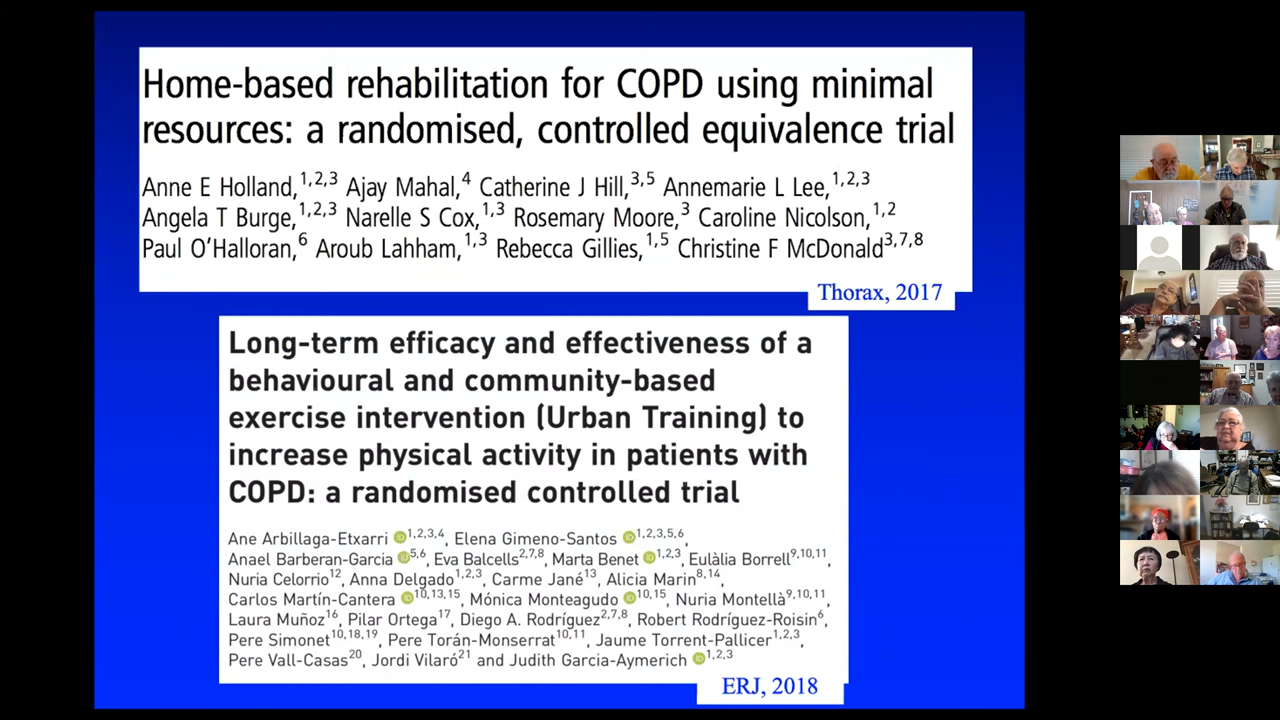 Home-based rehabilitation for COPD using minimal
resources: a randomised, controlled equivalence trial
Anne E Holland,1,2,3 Ajay Mahal,4 Catherine J Hill,3,5 Annemarie L Lee,1,2,3
Angela T Burge,1,2,3 Narelle S Cox,1,3 Rosemary Moore,3 Caroline Nicolson,1,2
Paul O'Halloran,6 Aroub Lahham,1,3 Rebecca Gillies,1,5 Christine F McDonald3,7,8
Thorax, 2017
Long-term efficacy and effectiveness of a
behavioural and community-based
exercise intervention (Urban Training) to
increase physical activity in patients with
COPD: a randomised controlled trial
Ane Arbillaga-Etxarri iD1,2,3,4, Elena Gimeno-Santos iD1,2,3,5,6,
Anael Barberan-Garcia iD5,6, Eva Balcells2,7,8, Marta Benet iD1,2,3, Eulàlia Borrell9,10,11,
Nuria Celorrio12, Anna Delgado1,2,3, Carme Jané13, Alicia Marin8,14,
Carlos Martín-Cantera iD10,13,15, Mónica Monteagudo iD10,15, Nuria Montellà9,10,11,
Laura Muñoz16, Pilar Ortega17, Diego A. Rodríguez2,7,8, Robert Rodríguez-Roisin6,
Pere Simonet10,18,19, Pere Torán-Monserrat10,11, Jaume Torrent-Pallicer1,2,3,
Pere Vall-Casas20, Jordi Vilaró21 and Judith Garcia-Aymerich iD1,2,3
ERJ, 2018